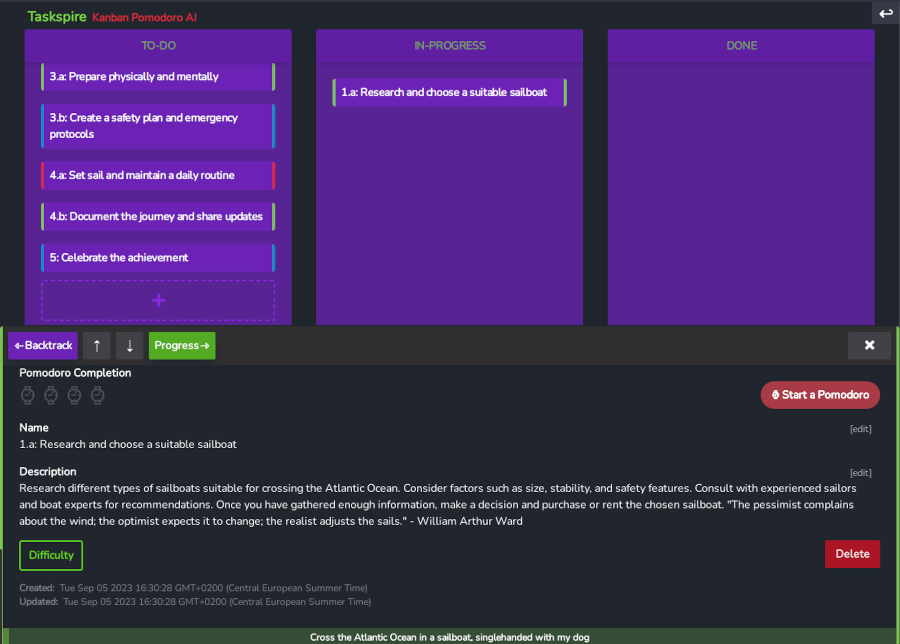 Taskspire Kanban Pomodoro AI
TO-DO
3.a: Prepare physically and mentally
3.b: Create a safety plan and emergency
protocols
4.a: Set sail and maintain a daily routine
4.b: Document the journey and share updates
5: Celebrate the achievement
+
IN-PROGRESS
1.a: Research and choose a suitable sailboat
DONE
←Backtrack ↑ ↓ Progress→ ✖
Pomodoro Completion
Start a Pomodoro
Name [edit]
1.a: Research and choose a suitable sailboat
Description [edit]
Research different types of sailboats suitable for crossing the Atlantic Ocean. Consider factors such as size, stability, and safety features. Consult with experienced sailors
and boat experts for recommendations. Once you have gathered enough information, make a decision and purchase or rent the chosen sailboat. "The pessimist complains
about the wind; the optimist expects it to change; the realist adjusts the sails." - William Arthur Ward
Difficulty Delete
Created: Tue Sep 05 2023 16:30:28 GMT+0200 (Central European Summer Time)
Updated: Tue Sep 05 2023 16:30:28 GMT+0200 (Central European Summer Time)
Cross the Atlantic Ocean in a sailboat, singlehanded with my dog